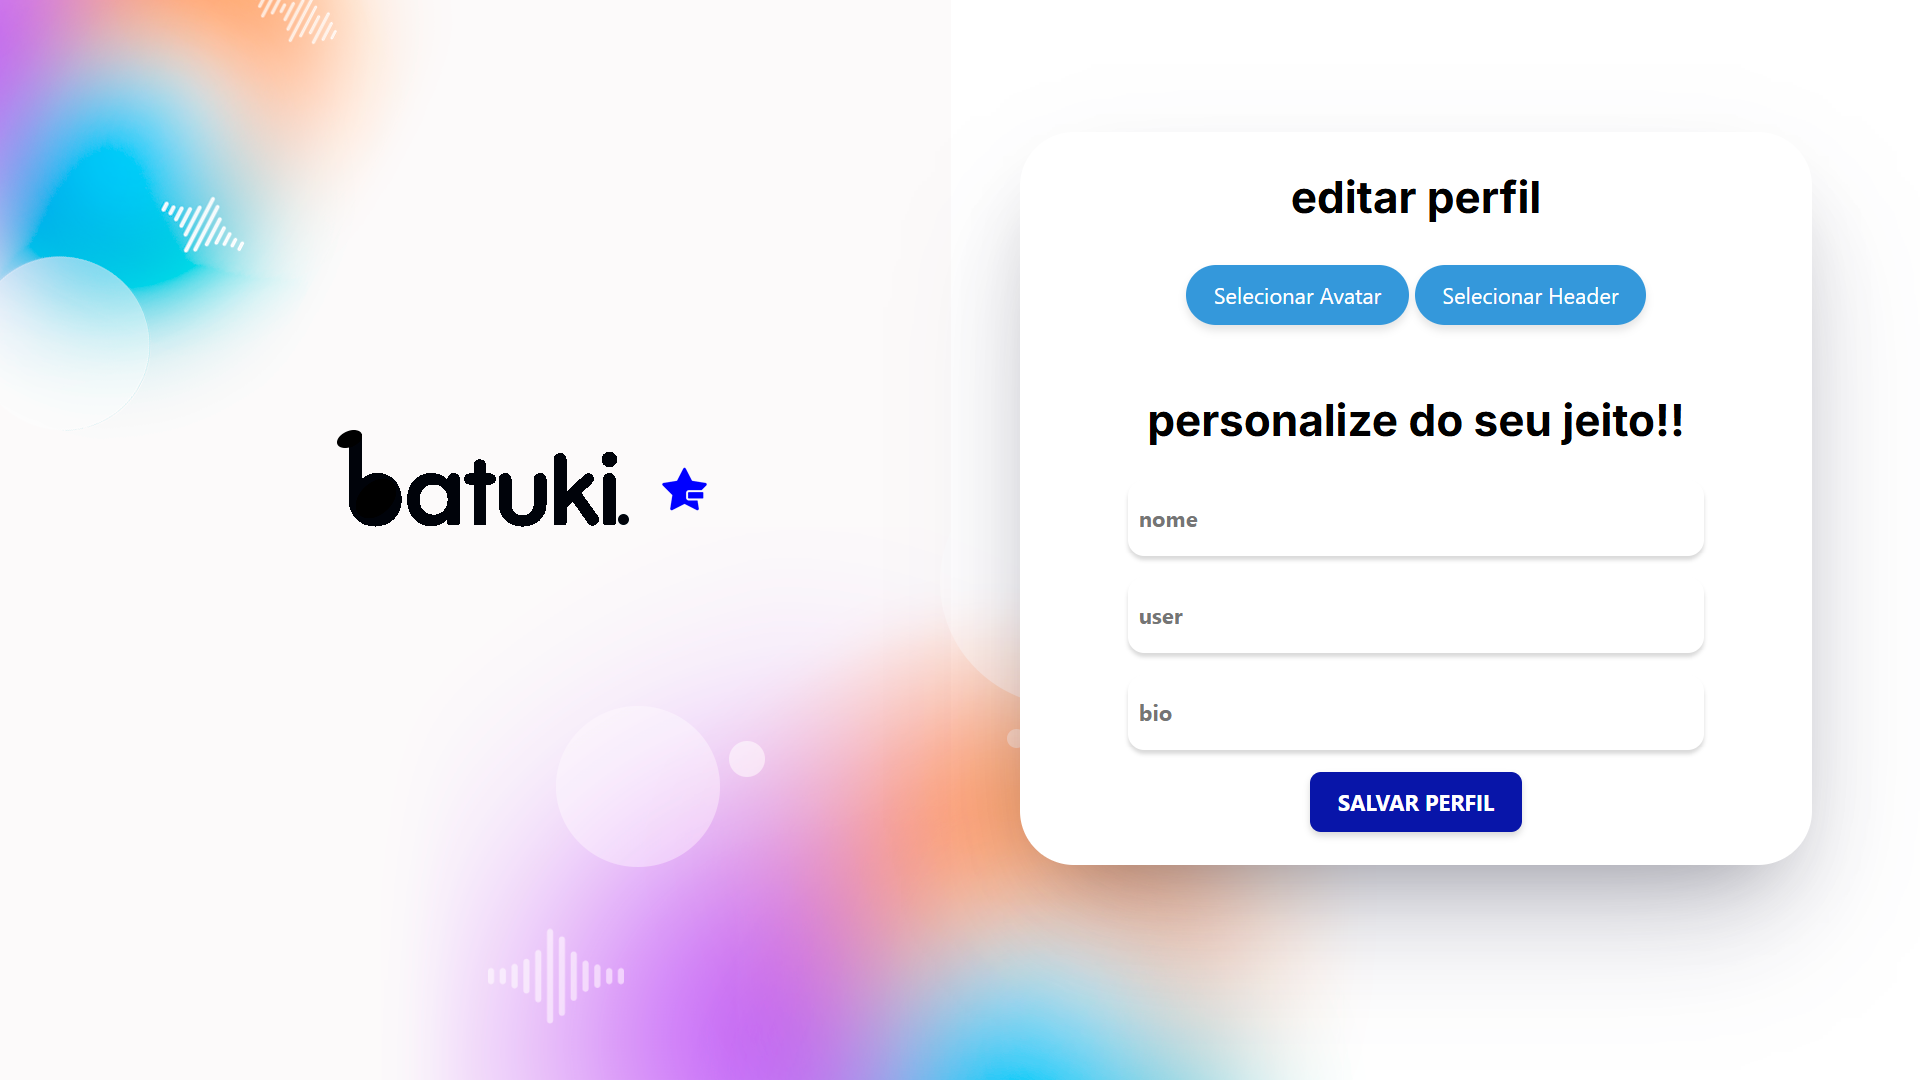 batuki.
editar perfil
Selecionar Avatar Selecionar Header
personalize do seu jeito!!
nome
user
bio
SALVAR PERFIL